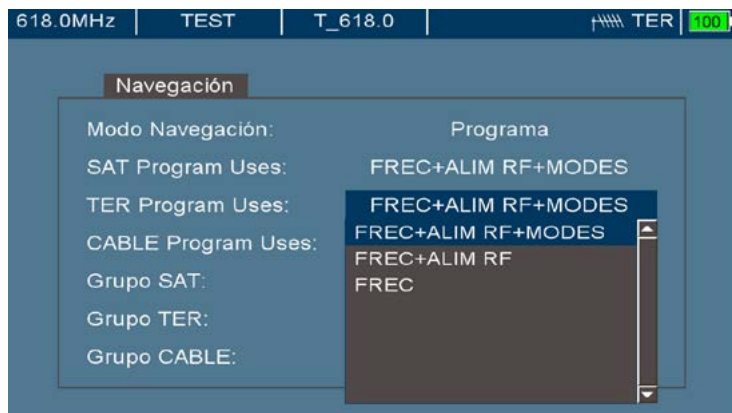 618.0MHz TEST T_618.0 TER 100
Navegación
Modo Navegación: Programa
SAT Program Uses: FREC+ALIM RF+MODES
TER Program Uses: FREC+ALIM RF+MODES
FREC+ALIM RF+MODES
CABLE Program Uses:
FREC+ALIM RF
Grupo SAT: FREC
Grupo TER:
Grupo CABLE: